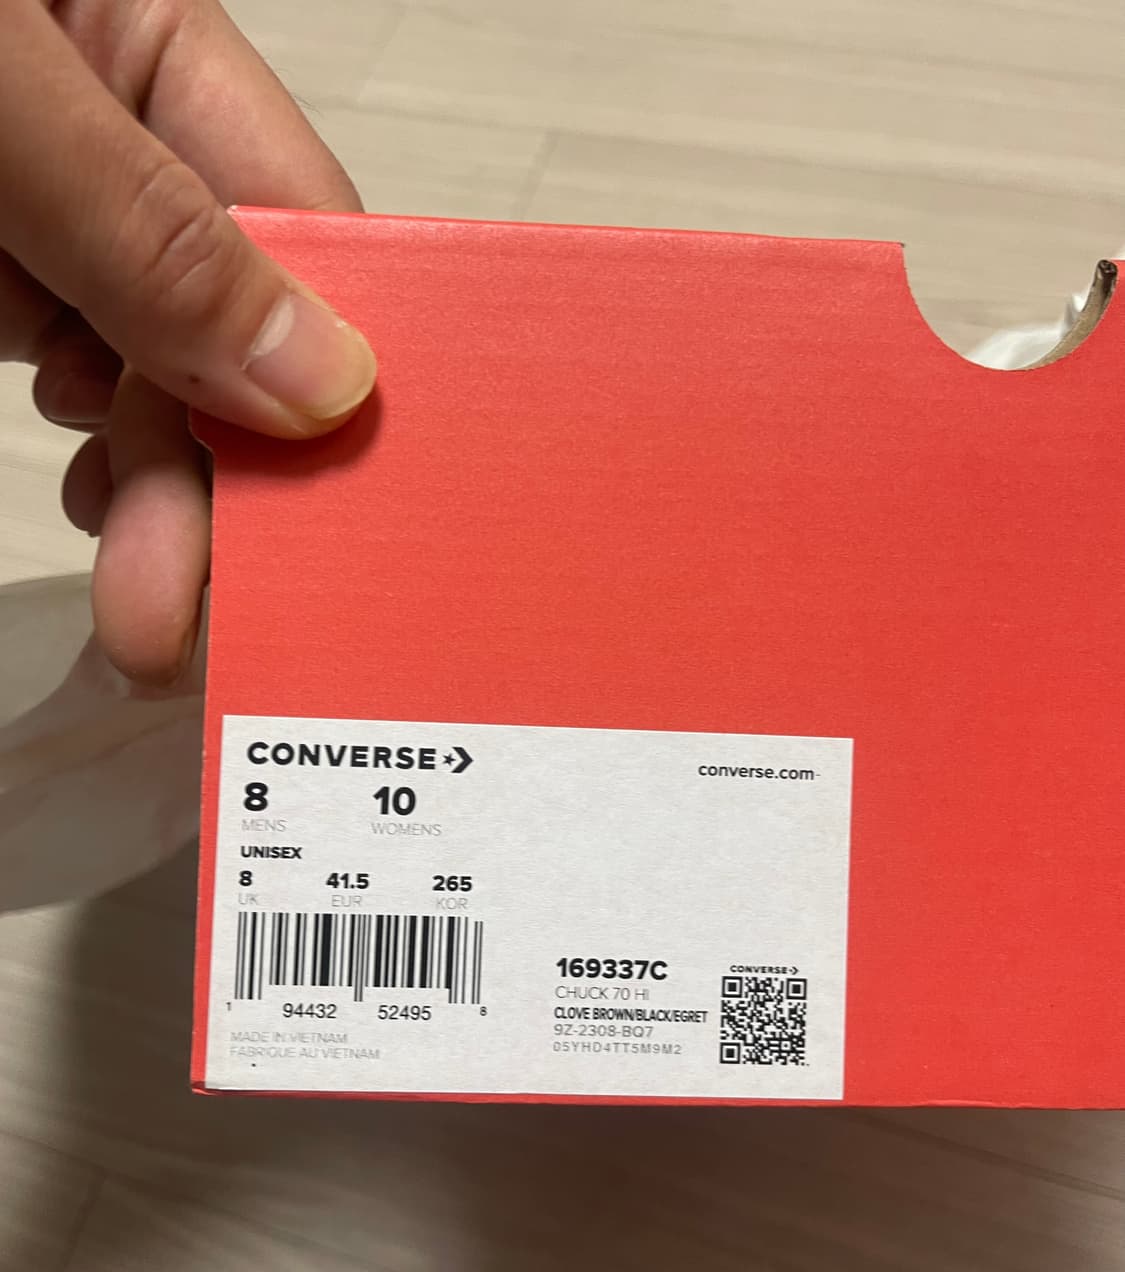 CONVERSE
converse.com
8 10
MENS WOMENS
UNISEX
8 41.5 265
UK EUR KOR
1 94432 52495 8
MADE IN VIETNAM
FABRIQUE AU VIETNAM
169337C
CHUCK 70 HI
CLOVE BROWN/BLACK/EGRET
9Z-2308-BQ7
05YHD4TT5M9M2
CONVERSE